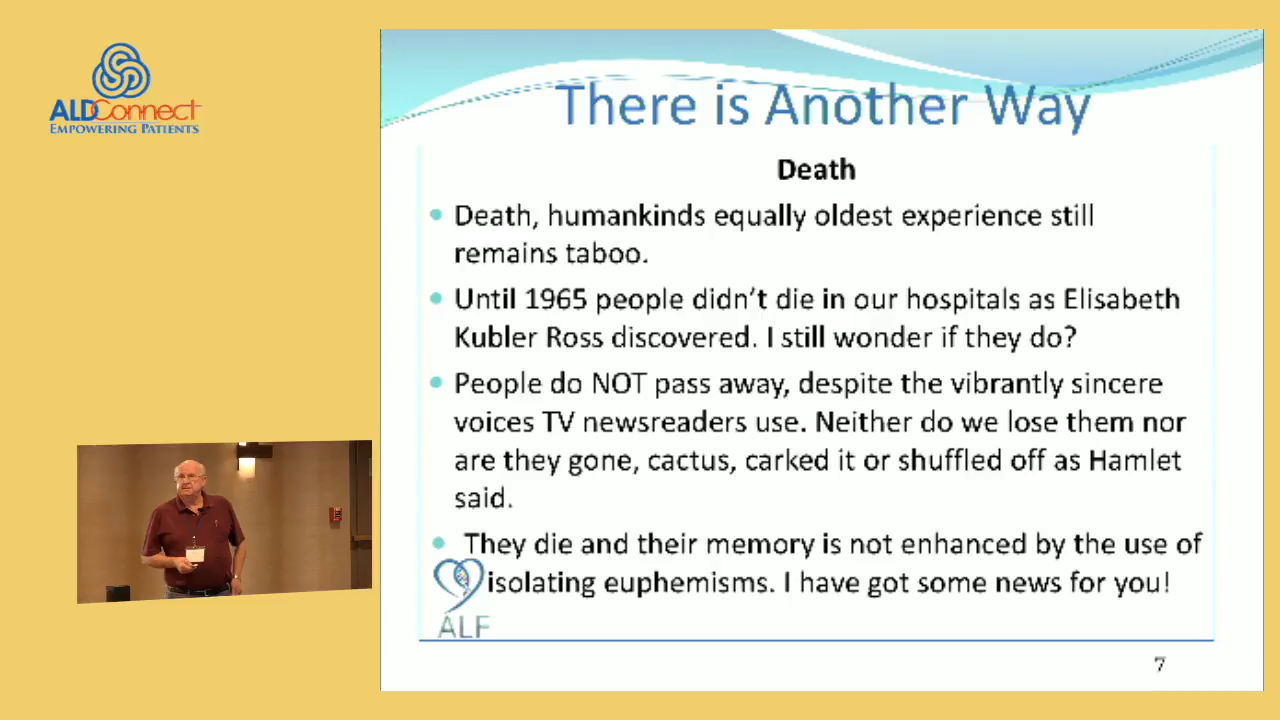 ALDConnect
EMPOWERING PATIENTS
There is Another Way
Death
Death, humankinds equally oldest experience still
remains taboo.
Until 1965 people didn't die in our hospitals as Elisabeth
Kubler Ross discovered. I still wonder if they do?
People do NOT pass away, despite the vibrantly sincere
voices TV newsreaders use. Neither do we lose them nor
are they gone, cactus, carked it or shuffled off as Hamlet
said.
They die and their memory is not enhanced by the use of
isolating euphemisms. I have got some news for you!
ALF
7